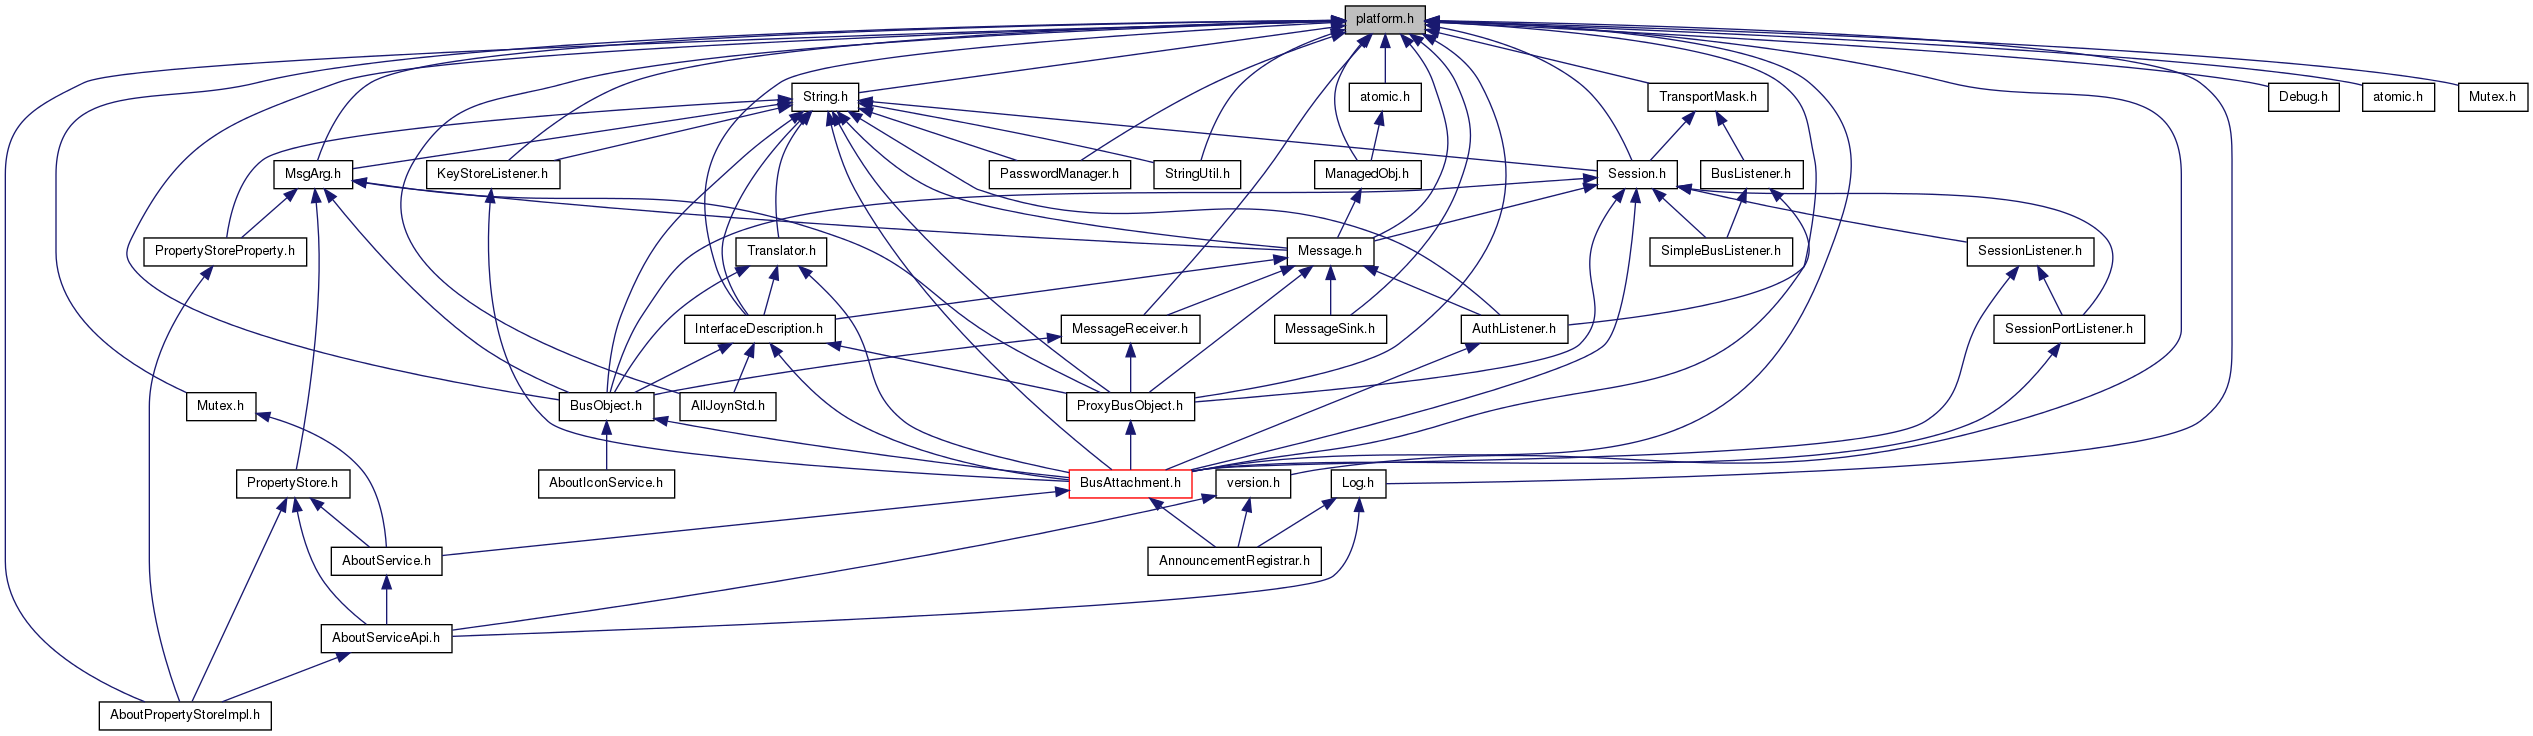 platform.h
String.h
atomic.h
TransportMask.h
Debug.h
atomic.h
Mutex.h
MsgArg.h
KeyStoreListener.h
PasswordManager.h
StringUtil.h
ManagedObj.h
Session.h
BusListener.h
PropertyStoreProperty.h
Translator.h
Message.h
SimpleBusListener.h
SessionListener.h
InterfaceDescription.h
MessageReceiver.h
MessageSink.h
AuthListener.h
SessionPortListener.h
Mutex.h
BusObject.h
AllJoynStd.h
ProxyBusObject.h
PropertyStore.h
AboutIconService.h
BusAttachment.h
version.h
Log.h
AboutService.h
AnnouncementRegistrar.h
AboutServiceApi.h
AboutPropertyStoreImpl.h